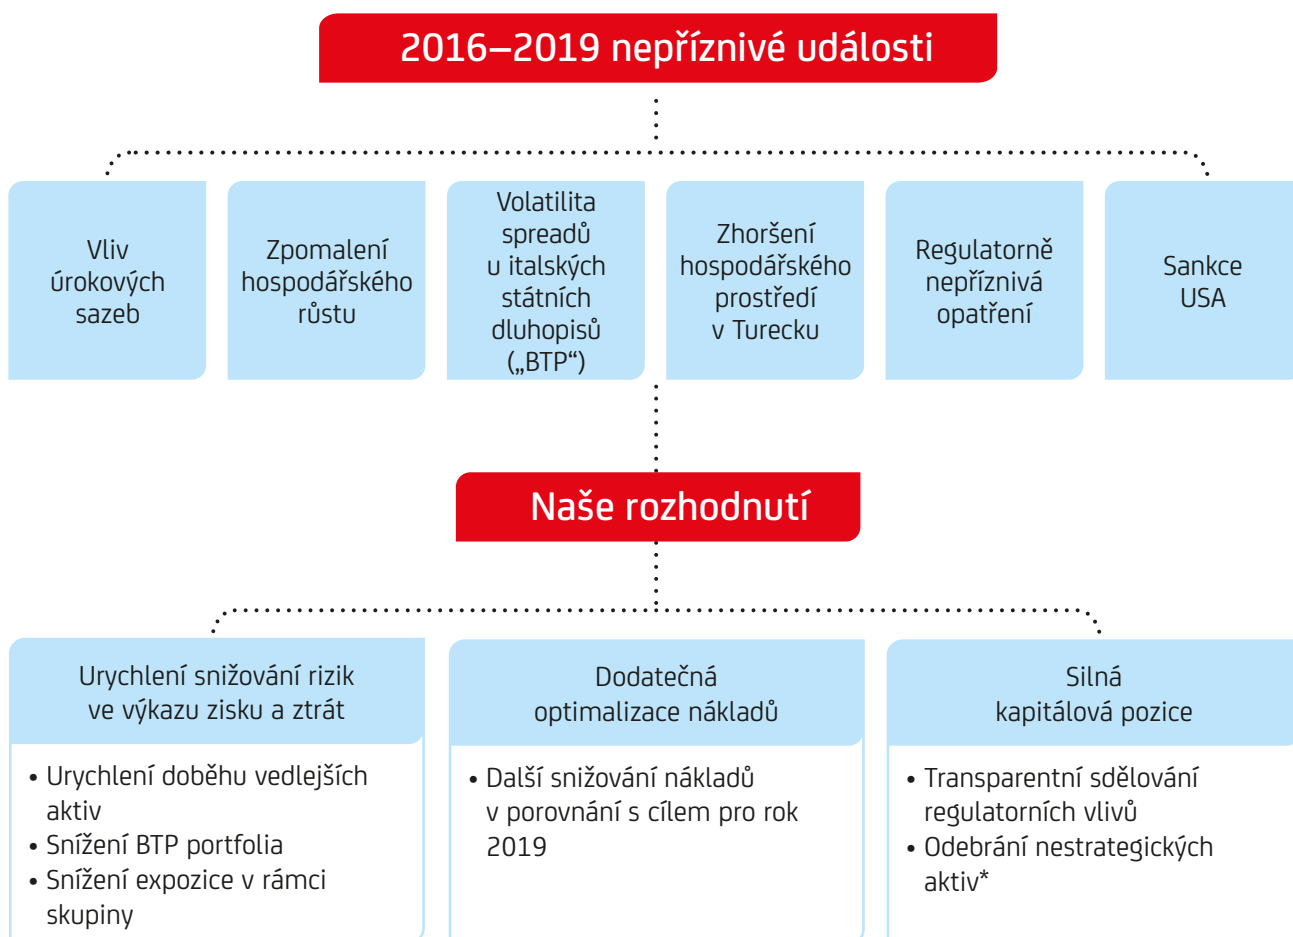 2016–2019 nepříznivé události
Vliv
úrokových
sazeb
Zpomalení
hospodářského
růstu
Volatilita
spreadů
u italských
státních
dluhopisů
(„BTP“)
Zhoršení
hospodářského
prostředí
v Turecku
Regulatorně
nepříznivá
opatření
Sankce
USA
Naše rozhodnutí
Urychlení snižování rizik
ve výkazu zisku a ztrát
• Urychlení doběhu vedlejších
aktiv
• Snížení BTP portfolia
• Snížení expozice v rámci
skupiny
Dodatečná
optimalizace nákladů
• Další snižování nákladů
v porovnání s cílem pro rok
2019
Silná
kapitálová pozice
• Transparentní sdělování
regulatorních vlivů
• Odebrání nestrategických
aktiv*